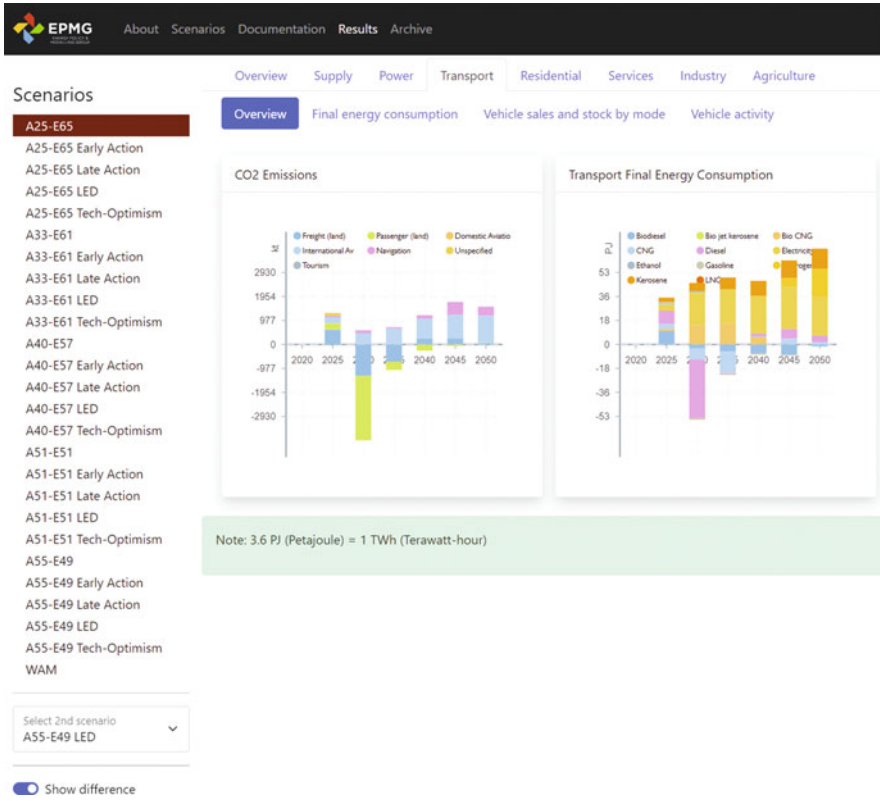 EPMG
ENERGY POLICY & MODELLING GROUP
About Scenarios Documentation Results Archive
Scenarios
A25-E65
A25-E65 Early Action
A25-E65 Late Action
A25-E65 LED
A25-E65 Tech-Optimism
A33-E61
A33-E61 Early Action
A33-E61 Late Action
A33-E61 LED
A33-E61 Tech-Optimism
A40-E57
A40-E57 Early Action
A40-E57 Late Action
A40-E57 LED
A40-E57 Tech-Optimism
A51-E51
A51-E51 Early Action
A51-E51 Late Action
A51-E51 LED
A51-E51 Tech-Optimism
A55-E49
A55-E49 Early Action
A55-E49 Late Action
A55-E49 LED
A55-E49 Tech-Optimism
WAM
Select 2nd scenario
A55-E49 LED
Show difference
Overview Supply Power Transport Residential Services Industry Agriculture
Overview Final energy consumption Vehicle sales and stock by mode Vehicle activity
CO2 Emissions
Freight (land) Passenger (land) Domestic Aviatio
International Av Navigation Unspecified
Tourism
2930
1954
977
0
-977
-1954
-2930
2020 2025 2040 2045 2050
Transport Final Energy Consumption
PJ
Biodiesel Bio jet kerosene Bio CNG
CNG Diesel Electricity
Ethanol Gasoline
Kerosene LNG
53
36
18
0
-18
-36
-53
2020 2025 2040 2045 2050
Note: 3.6 PJ (Petajoule) = 1 TWh (Terawatt-hour)